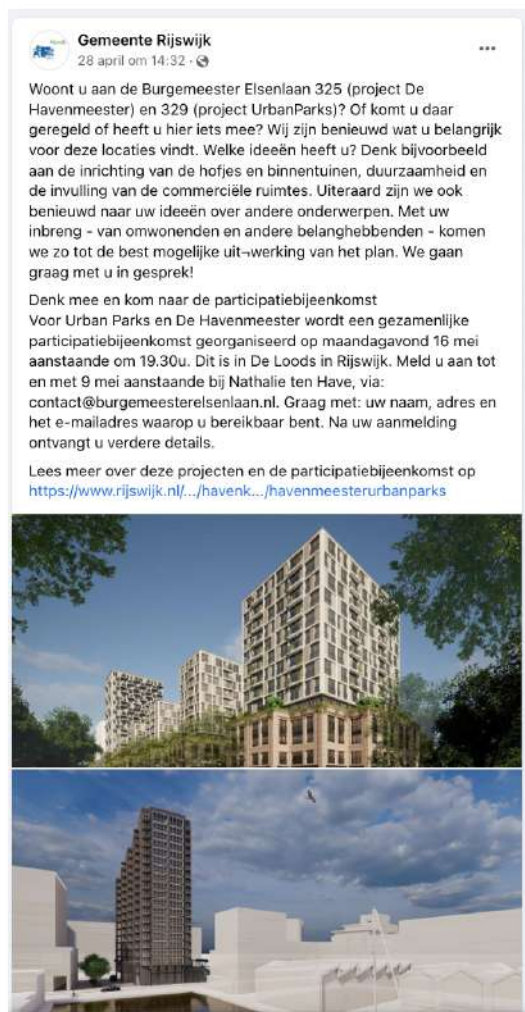 Gemeente Rijswijk
28 april om 14:32 ·
Woont u aan de Burgemeester Elsenlaan 325 (project De
Havenmeester) en 329 (project UrbanParks)? Of komt u daar
geregeld of heeft u hier iets mee? Wij zijn benieuwd wat u belangrijk
voor deze locaties vindt. Welke ideeën heeft u? Denk bijvoorbeeld
aan de inrichting van de hofjes en binnentuinen, duurzaamheid en
de invulling van de commerciële ruimtes. Uiteraard zijn we ook
benieuwd naar uw ideeën over andere onderwerpen. Met uw
inbreng - van omwonenden en andere belanghebbenden - komen
we zo tot de best mogelijke uit¬werking van het plan. We gaan
graag met u in gesprek!
Denk mee en kom naar de participatiebijeenkomst
Voor Urban Parks en De Havenmeester wordt een gezamenlijke
participatiebijeenkomst georganiseerd op maandagavond 16 mei
aanstaande om 19.30u. Dit is in De Loods in Rijswijk. Meld u aan tot
en met 9 mei aanstaande bij Nathalie ten Have, via:
contact@burgemeesterelsenlaan.nl. Graag met: uw naam, adres en
het e-mailadres waarop u bereikbaar bent. Na uw aanmelding
ontvangt u verdere details.
Lees meer over deze projecten en de participatiebijeenkomst op
https://www.rijswijk.nl/.../havenk.../havenmeesterurbanparks